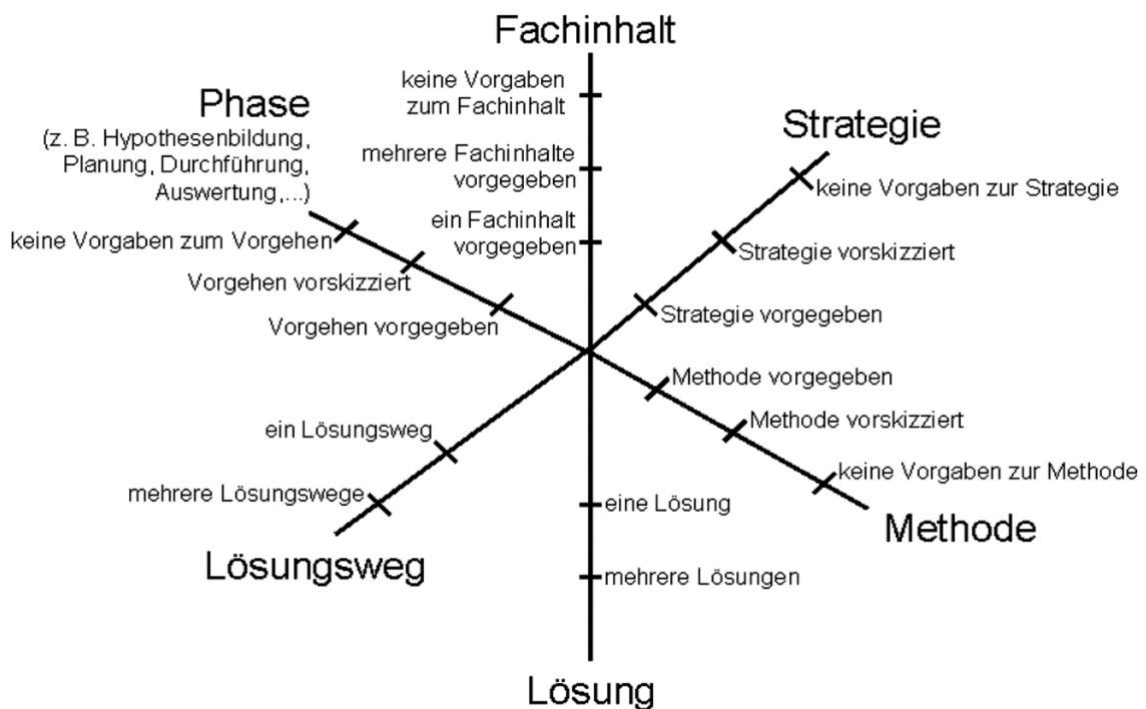 Fachinhalt
keine Vorgaben
zum Fachinhalt
mehrere Fachinhalte
vorgegeben
ein Fachinhalt
vorgegeben
Phase
(z. B. Hypothesenbildung,
Planung, Durchführung,
Auswertung,...)
keine Vorgaben zum Vorgehen
Vorgehen vorskizziert
Vorgehen vorgegeben
Strategie
keine Vorgaben zur Strategie
Strategie vorskizziert
Strategie vorgegeben
Methode vorgegeben
Methode vorskizziert
keine Vorgaben zur Methode
Methode
ein Lösungsweg
mehrere Lösungswege
Lösungsweg
eine Lösung
mehrere Lösungen
Lösung